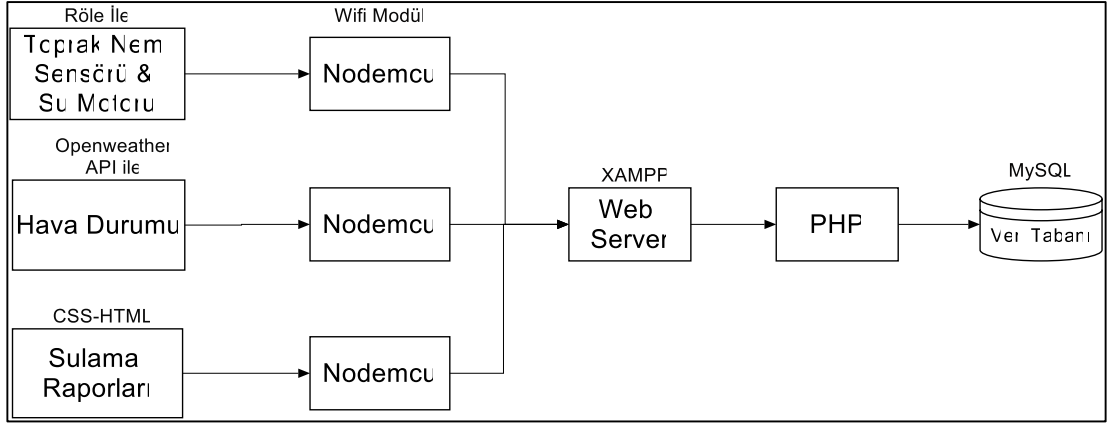 Röle İle
Toprak Nem
Sensörü &
Su Motoru
Wifi Modül
Nodemcu
Openweather
API ile
Hava Durumu
Nodemcu
XAMPP
Web
Server
PHP
MySQL
Veri Tabanı
CSS-HTML
Sulama
Raporları
Nodemcu